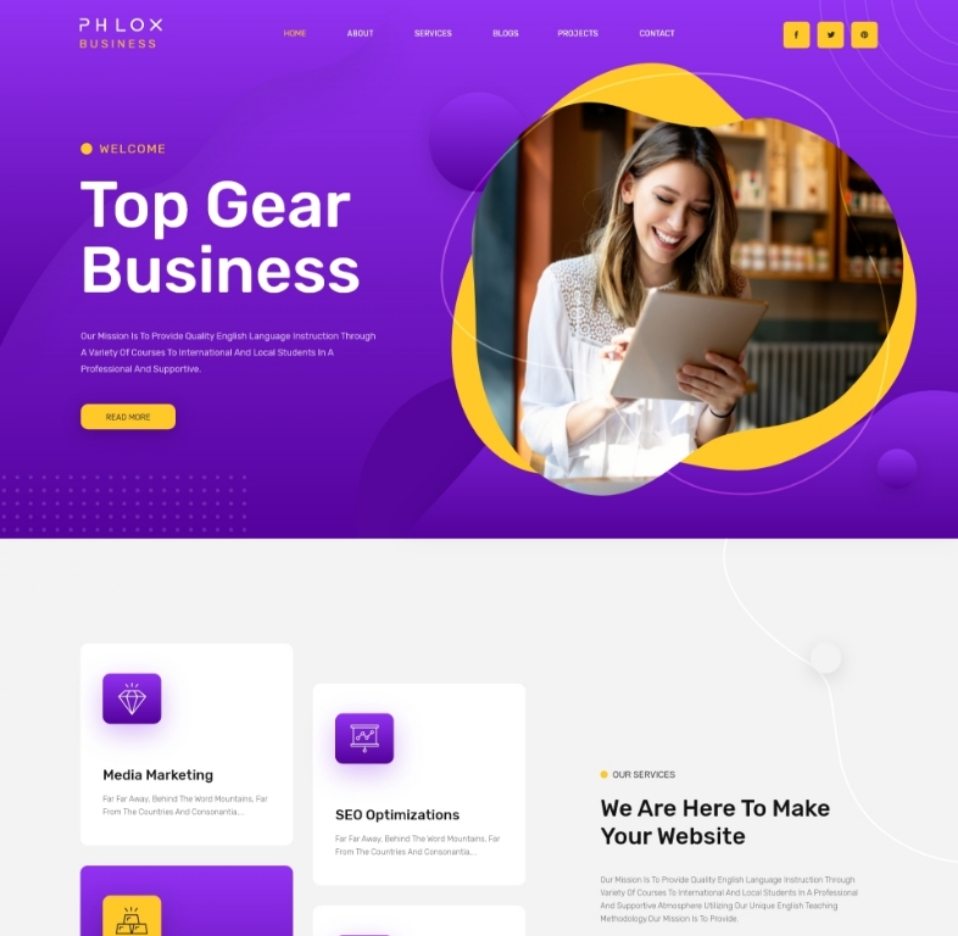 PHLOX
BUSINESS
HOME
ABOUT
SERVICES
BLOGS
PROJECTS
CONTACT
WELCOME
Top Gear
Business
Our Mission Is To Provide Quality English Language Instruction Through
A Variety Of Courses To International And Local Students In A
Professional And Supportive.
READ MORE
Media Marketing
Far Far Away, Behind The Word Mountains, Far
From The Countries And Consonantia,...
SEO Optimizations
Far Far Away, Behind The Word Mountains, Far
From The Countries And Consonantia,...
OUR SERVICES
We Are Here To Make
Your Website
Our Mission Is To Provide Quality English Language Instruction Through
Variety Of Courses To International And Local Students In A Professional
And Supportive Atmosphere Utilizing Our Unique English Teaching
Methodology.Our Mission Is To Provide.